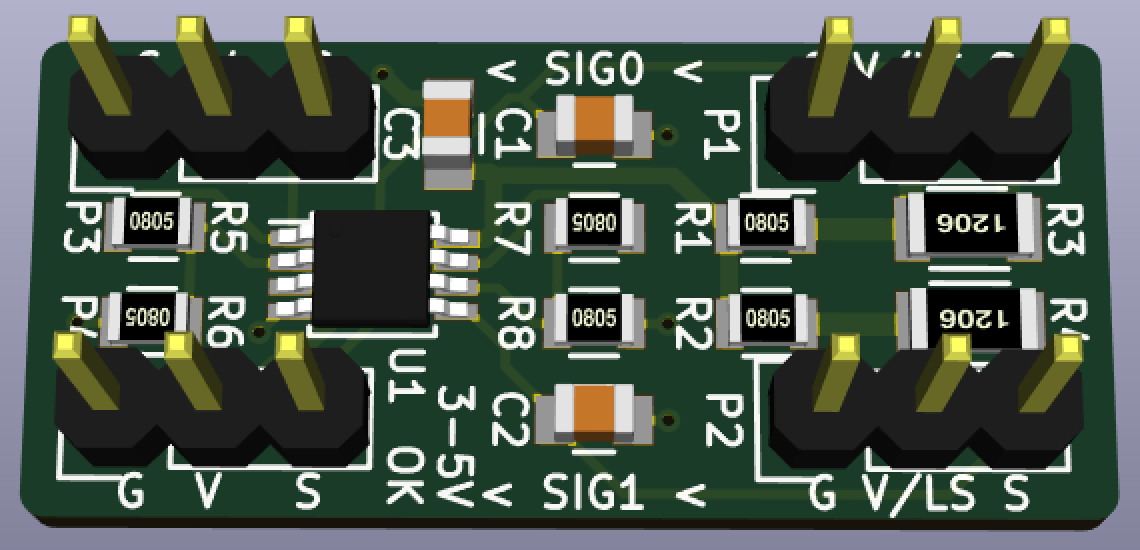 < SIG0 <
C3
C1
P1
P3
0805
R5
R7
0805
R1
0805
1206
R3
0805
R6
R8
0805
R2
0805
1206
U1
3-5V
OK
C2
P2
G V S
< SIG1 <
G V/LS S